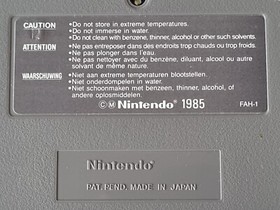 CAUTION •Do not store in extreme temperatures.
•Do not immerse in water.
•Do not clean with benzene, thinner, alcohol or other such solvents.
ATTENTION •Ne pas entreposer dans des endroits trop chauds ou trop froids.
•Ne pas plonger dans l'eau.
•Ne pas nettoyer avec du benzène, diluant, alcool ou autre solvant de même nature.
WAARSCHUWING •Niet aan extreme temperaturen blootstellen.
•Niet onderdompelen.
•Niet schoonmaken met benzeen, thinner, alcohol of andere oplosmiddelen.
©Ⓜ Nintendo® 1985 FAH-1
Nintendo®
PAT. PEND. MADE IN JAPAN